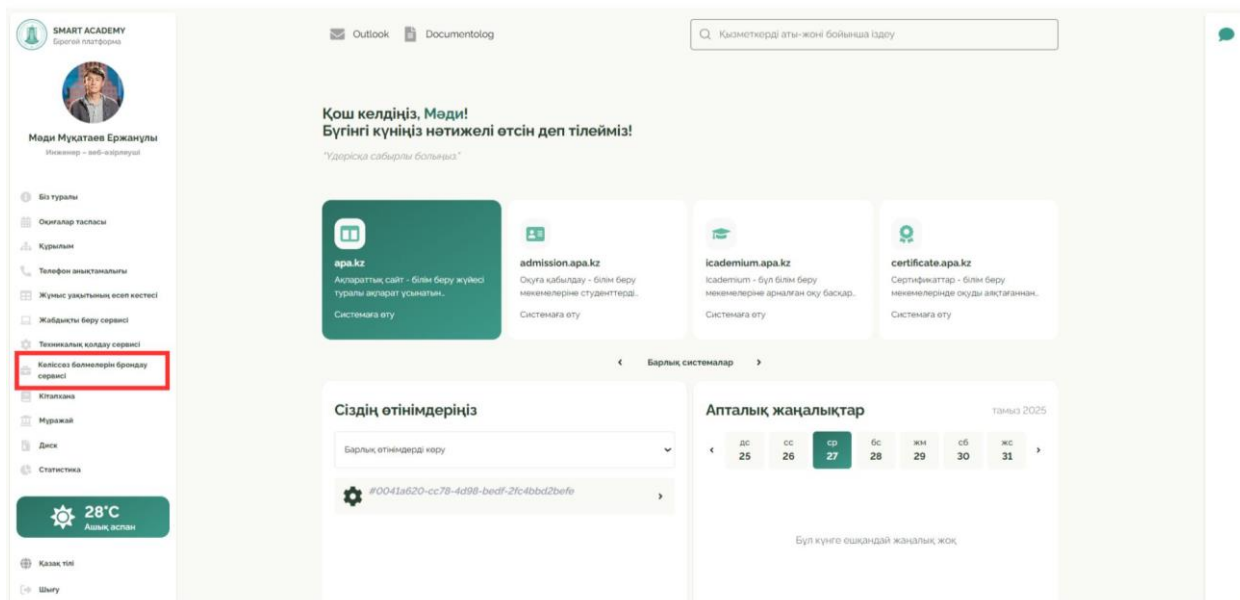 SMART ACADEMY
Бірегей платформа
Мәди Мұқатаев Ержанұлы
Инженер – веб-әзірлеуші
Біз туралы
Оқиғалар таспасы
Құрылым
Телефон анықтамалығы
Жұмыс уақытының есеп кестесі
Жабдықты беру сервисі
Техникалық қолдау сервисі
Келіссөз бөлмелерін брондау
сервисі
Кітапхана
Мұражай
Диск
Статистика
28°C
Ашық аспан
Қазақ тілі
Шығу
Outlook Documentolog
Қызметкерді аты-жөні бойынша іздеу
Қош келдіңіз, Мәди!
Бүгінгі күніңіз нәтижелі өтсін деп тілейміз!
"Үдеріске сабырлы болыңыз."
apa.kz
Ақпараттық сайт - білім беру жүйесі
туралы ақпарат ұсынатын..
Системаға өту
admission.apa.kz
Оқуға қабылдау - білім беру
мекемелеріне студенттерді..
Системаға өту
icademium.apa.kz
Icademium - бұл білім беру
мекемелеріне арналған оқу басқар..
Системаға өту
certificate.apa.kz
Сертификаттар - білім беру
мекемелерінде оқуды аяқтағаннан..
Системаға өту
‹ Барлық системалар ›
Сіздің өтінімдеріңіз
Барлық өтінімдерді көру
#0041a620-cc78-4d98-bedf-2fc4bbd2befe ›
Апталық жаңалықтар
тамыз 2025
дс сс ср бс жм сб жс
‹ 25 26 27 28 29 30 31 ›
Бұл күнге ешқандай жаңалық жоқ